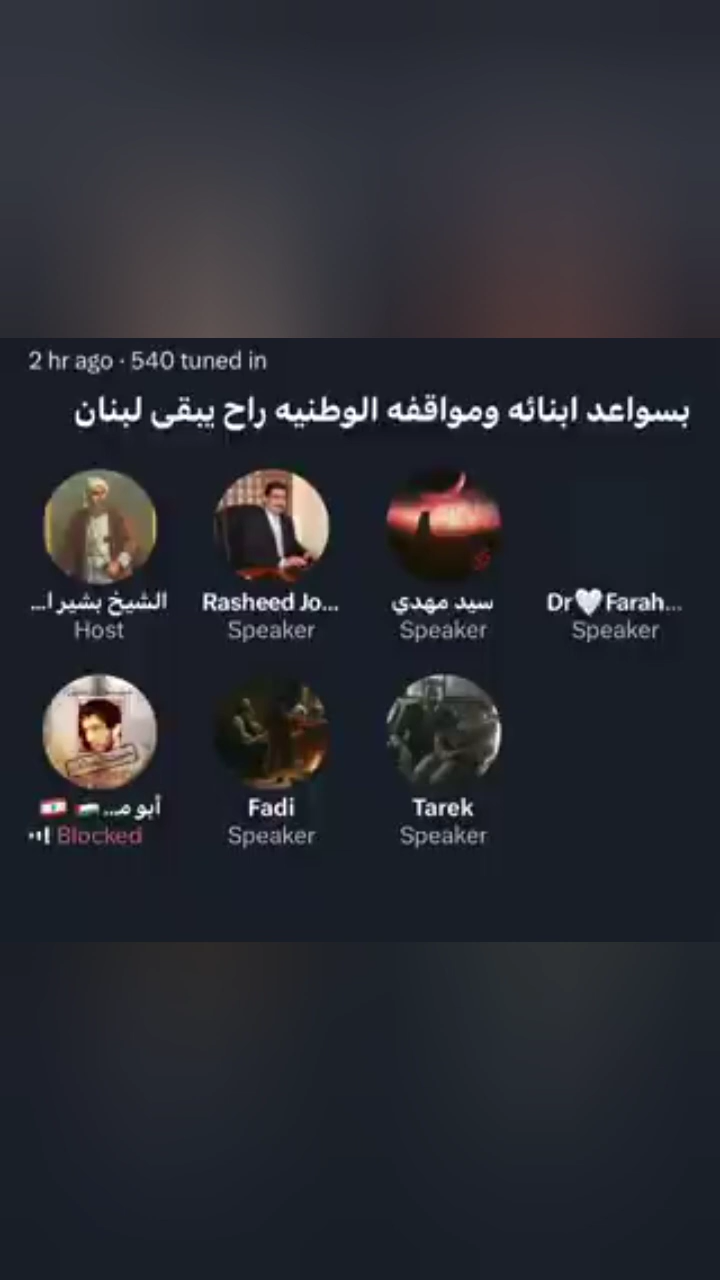 2 hr ago · 540 tuned in
بسواعد ابنائه ومواقفه الوطنيه راح يبقى لبنان
الشيخ بشير ا...
Rasheed Jo...
سيد مهدي
Dr🤍Farah...
Host
Speaker
Speaker
Speaker
أبو م...
Fadi
Tarek
Blocked
Speaker
Speaker